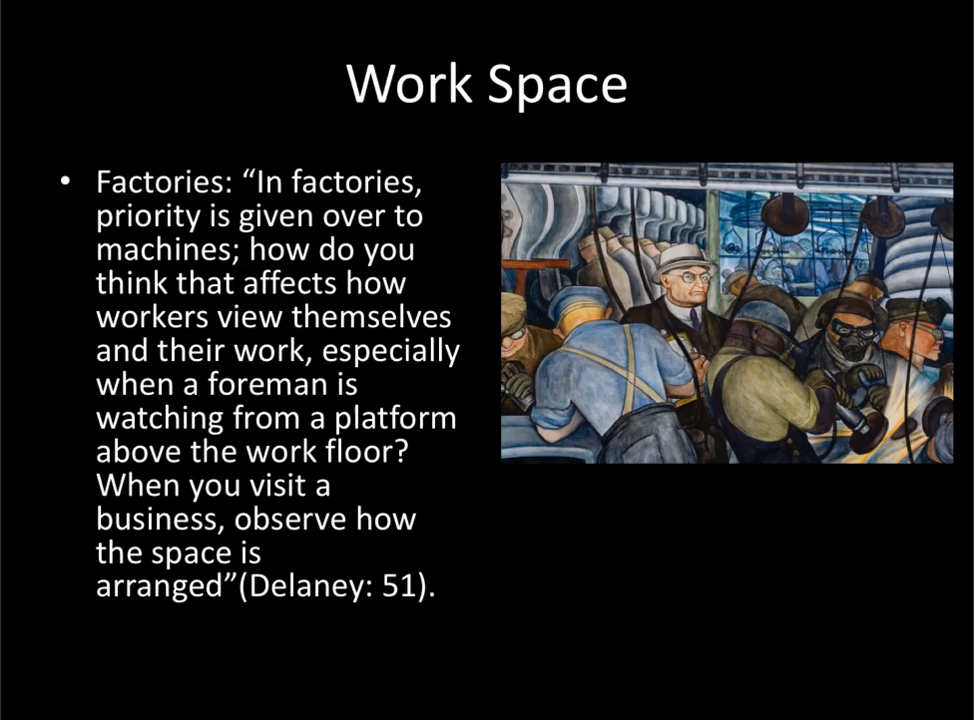 Work Space
• Factories: “In factories,
priority is given over to
machines; how do you
think that affects how
workers view themselves
and their work, especially
when a foreman is
watching from a platform
above the work floor?
When you visit a
business, observe how
the space is
arranged”(Delaney: 51).